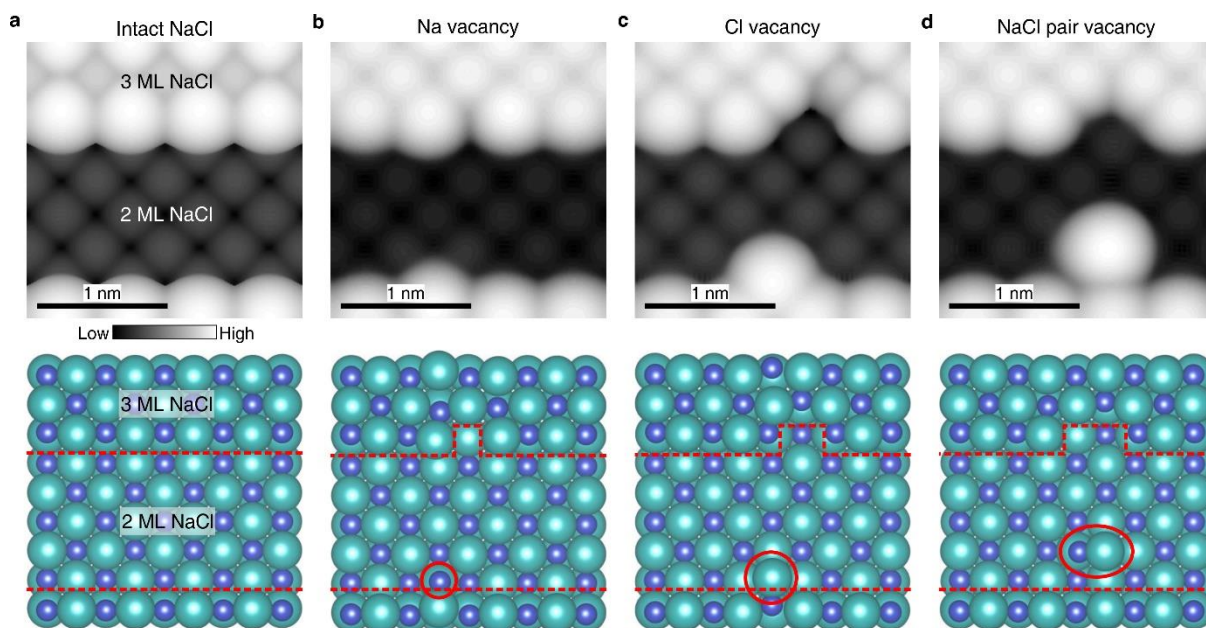 a
Intact NaCl
b
Na vacancy
c
Cl vacancy
d
NaCl pair vacancy
3 ML NaCl
2 ML NaCl
1 nm
1 nm
1 nm
1 nm
Low
High
3 ML NaCl
2 ML NaCl